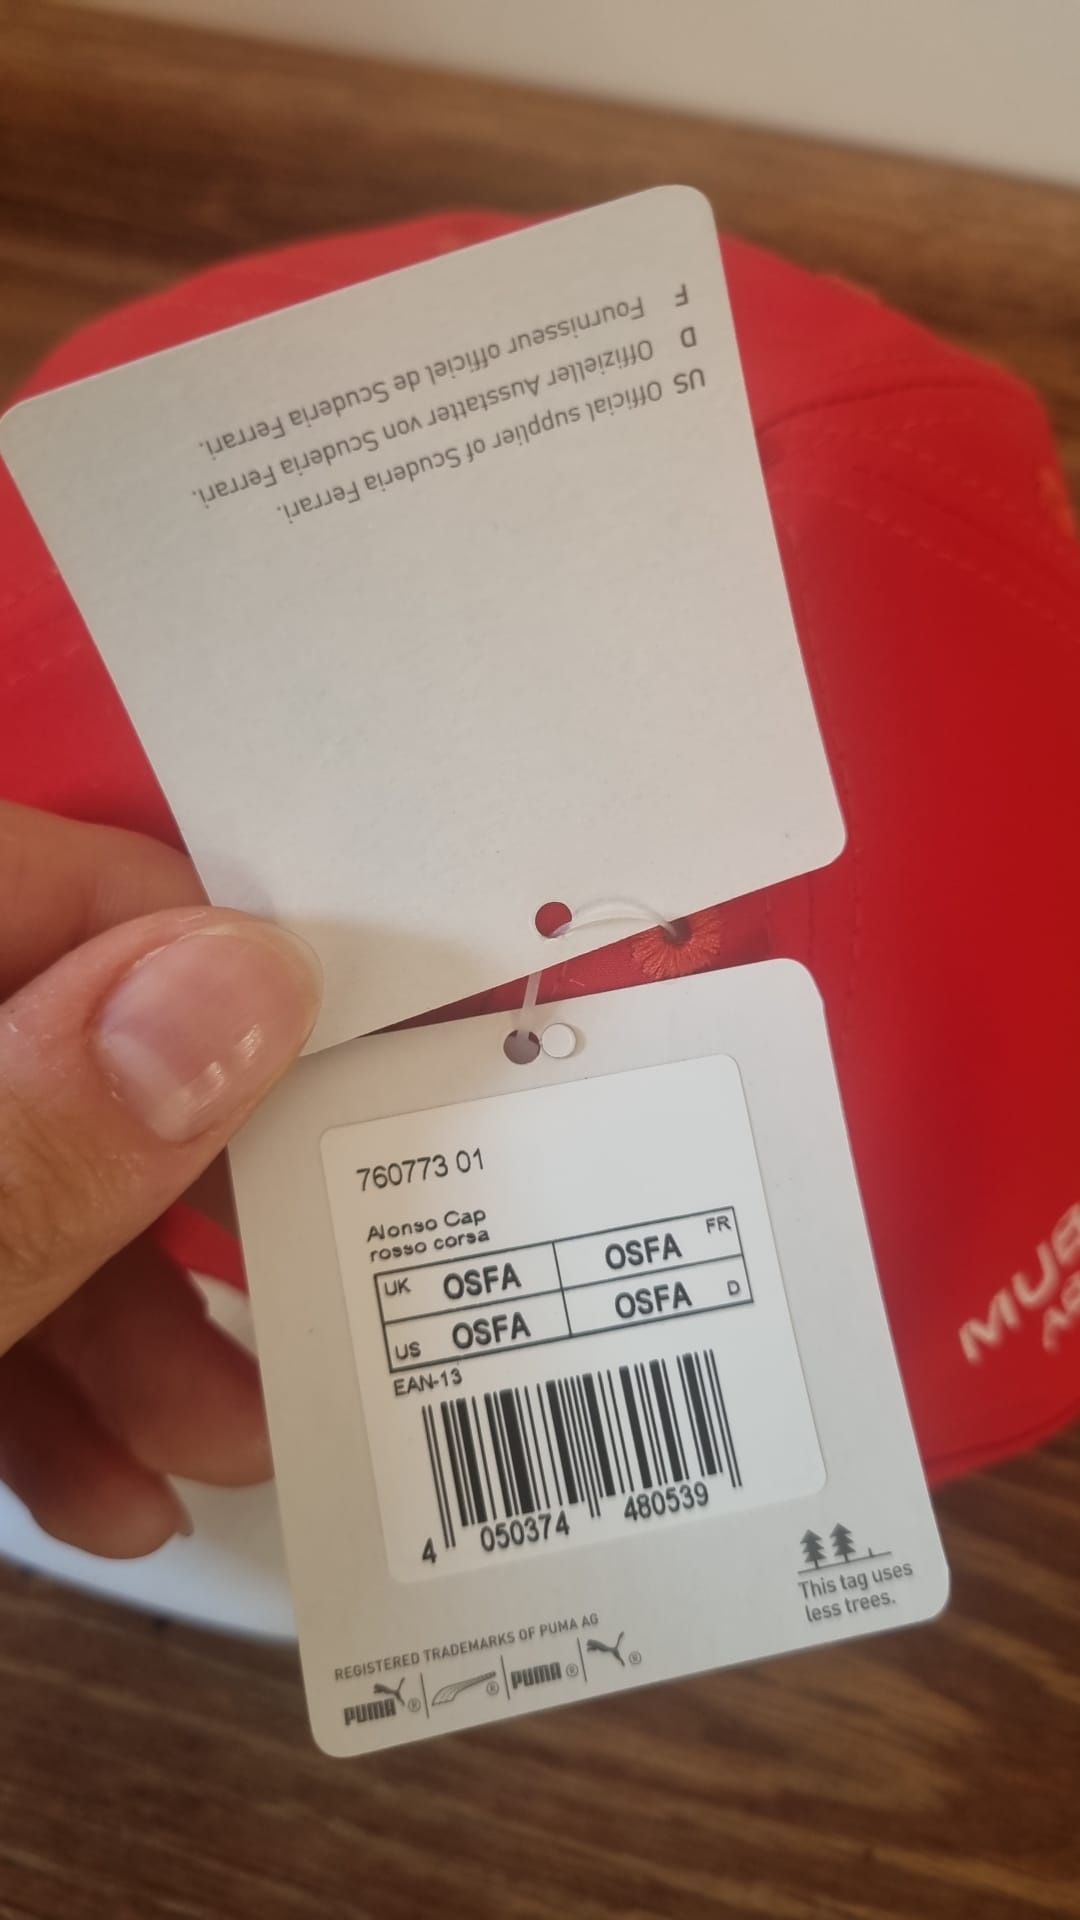 F Fournisseur officiel de Scuderia Ferrari.
D Offizieller Ausstatter von Scuderia Ferrari.
US Official supplier of Scuderia Ferrari.
760773 01
Alonso Cap
rosso corsa
UK OSFA OSFA FR
US OSFA OSFA D
EAN-13
4 050374 480539
This tag uses
less trees.
REGISTERED TRADEMARKS OF PUMA AG
PUMA® ® PUMA® ®